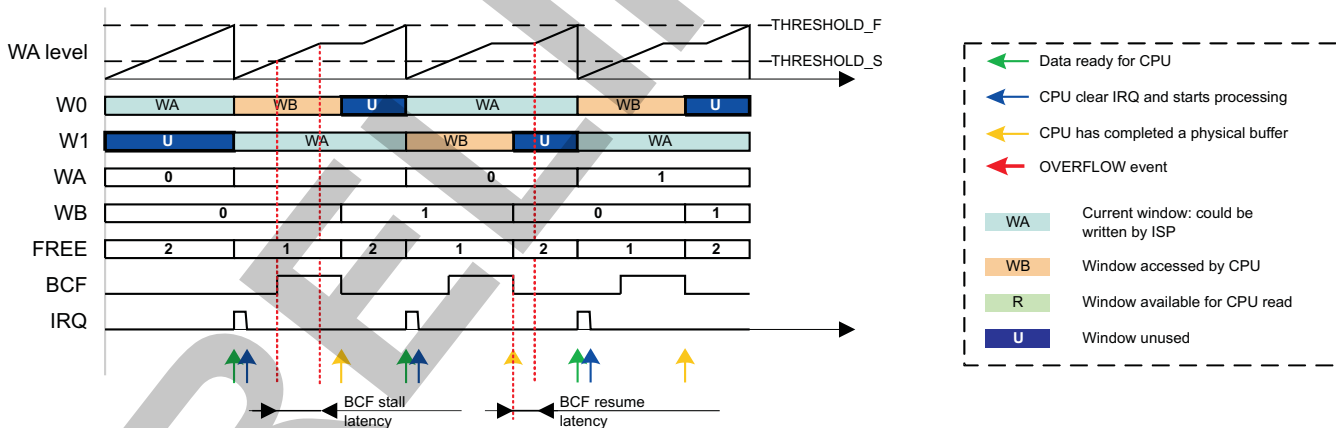 THRESHOLD_F
WA level
THRESHOLD_S
W0 WA WB U WA WB U
W1 U WA WB U WA
WA 0 0 1
WB 0 1 0 1
FREE 2 1 2 1 2 1 2
BCF
IRQ
BCF stall
latency
BCF resume
latency
Data ready for CPU
CPU clear IRQ and starts processing
CPU has completed a physical buffer
OVERFLOW event
WA Current window: could be
written by ISP
WB Window accessed by CPU
R Window available for CPU read
U Window unused